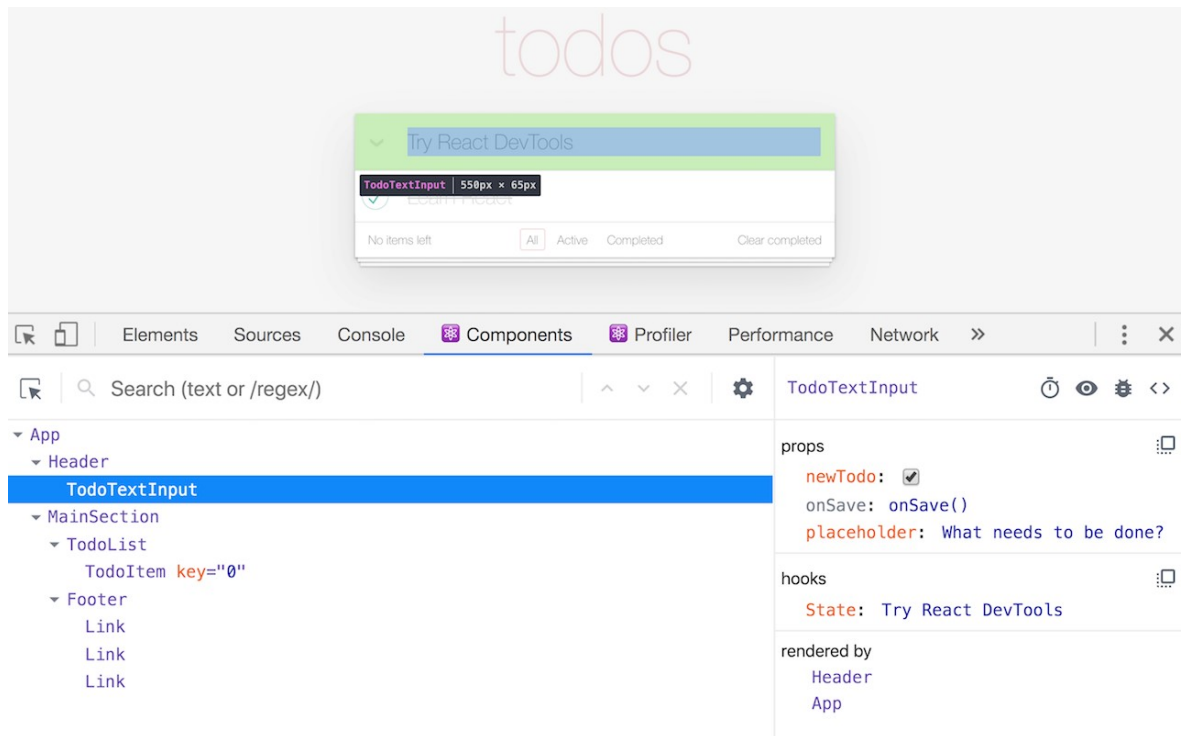 todos
Try React DevTools
TodoTextInput 550px × 65px
Learn React
No items left All Active Completed Clear completed
Elements Sources Console Components Profiler Performance Network »
Search (text or /regex/) TodoTextInput
App
Header
TodoTextInput
MainSection
TodoList
TodoItem key="0"
Footer
Link
Link
Link
props
newTodo:
onSave: onSave()
placeholder: What needs to be done?
hooks
State: Try React DevTools
rendered by
Header
App